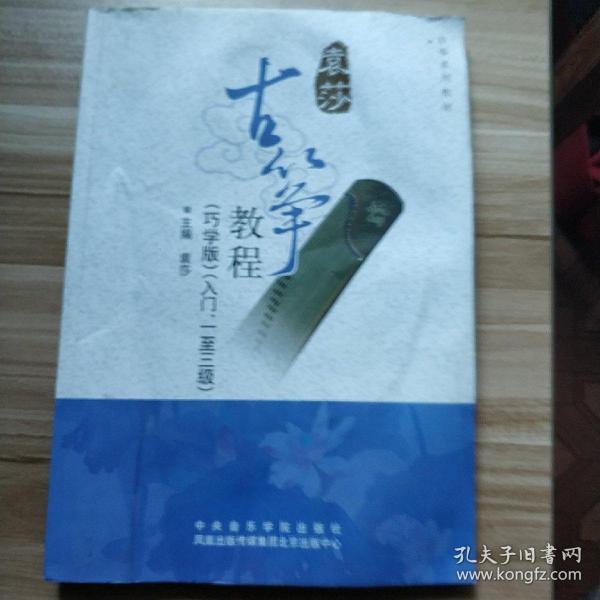 袁莎
古筝
教程
（巧学版）（入门、一至三级）
*主编 袁莎
中央音乐学院出版社
凤凰出版传媒集团北京出版中心
孔夫子旧书网
www.kongfz.com